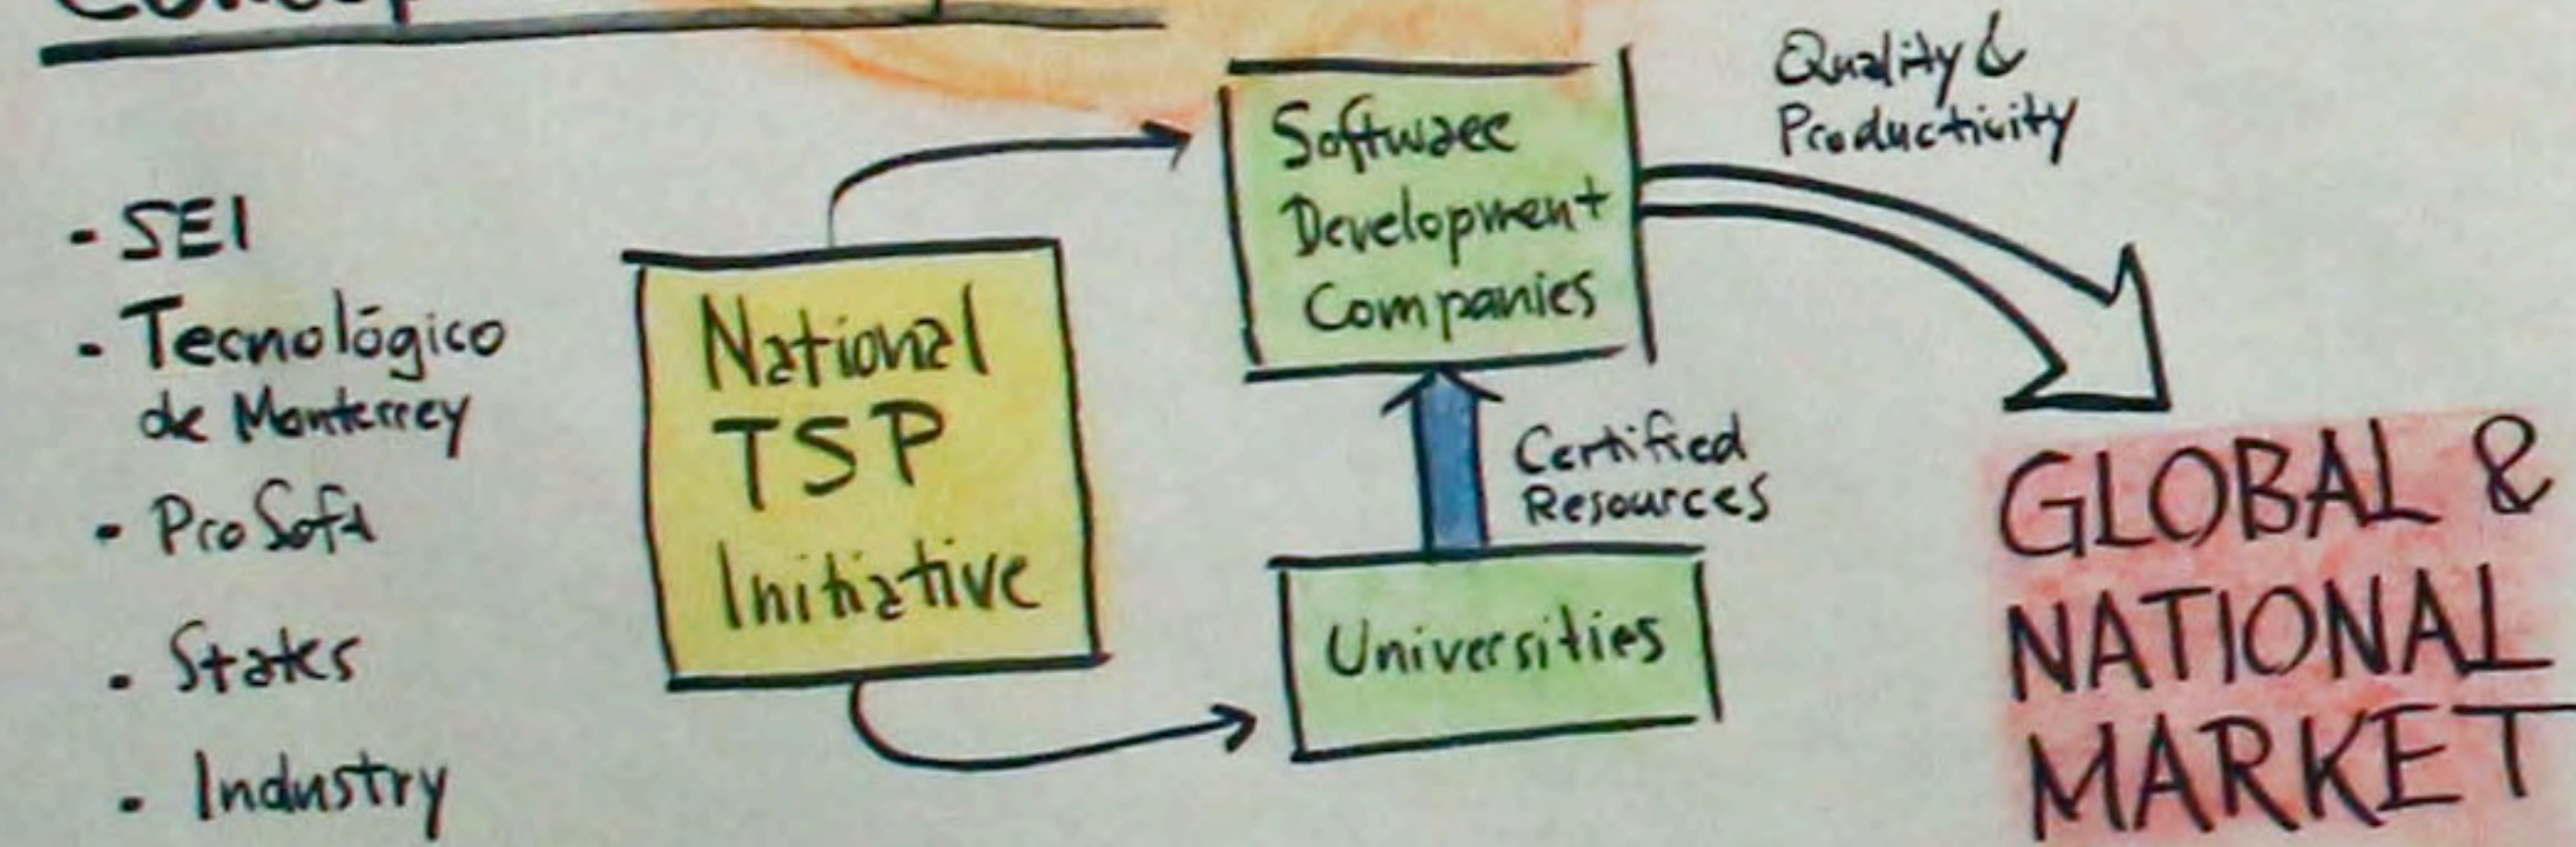 - SEI
- Tecnológico
de Monterrey
- ProSoft
- States
- Industry
National
TSP
Initiative
Software
Development
Companies
Certified
Resources
Universities
Quality &
Productivity
GLOBAL &
NATIONAL
MARKET